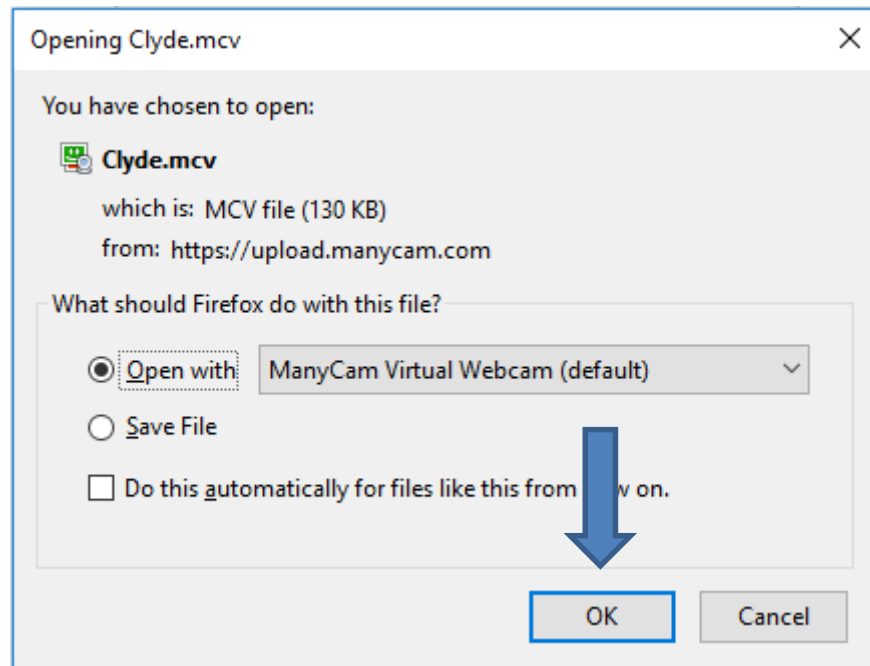 Opening Clyde.mcv
You have chosen to open:
Clyde.mcv
which is: MCV file (130 KB)
from: https://upload.manycam.com
What should Firefox do with this file?
Open with ManyCam Virtual Webcam (default)
Save File
Do this automatically for files like this from w on.
OK Cancel